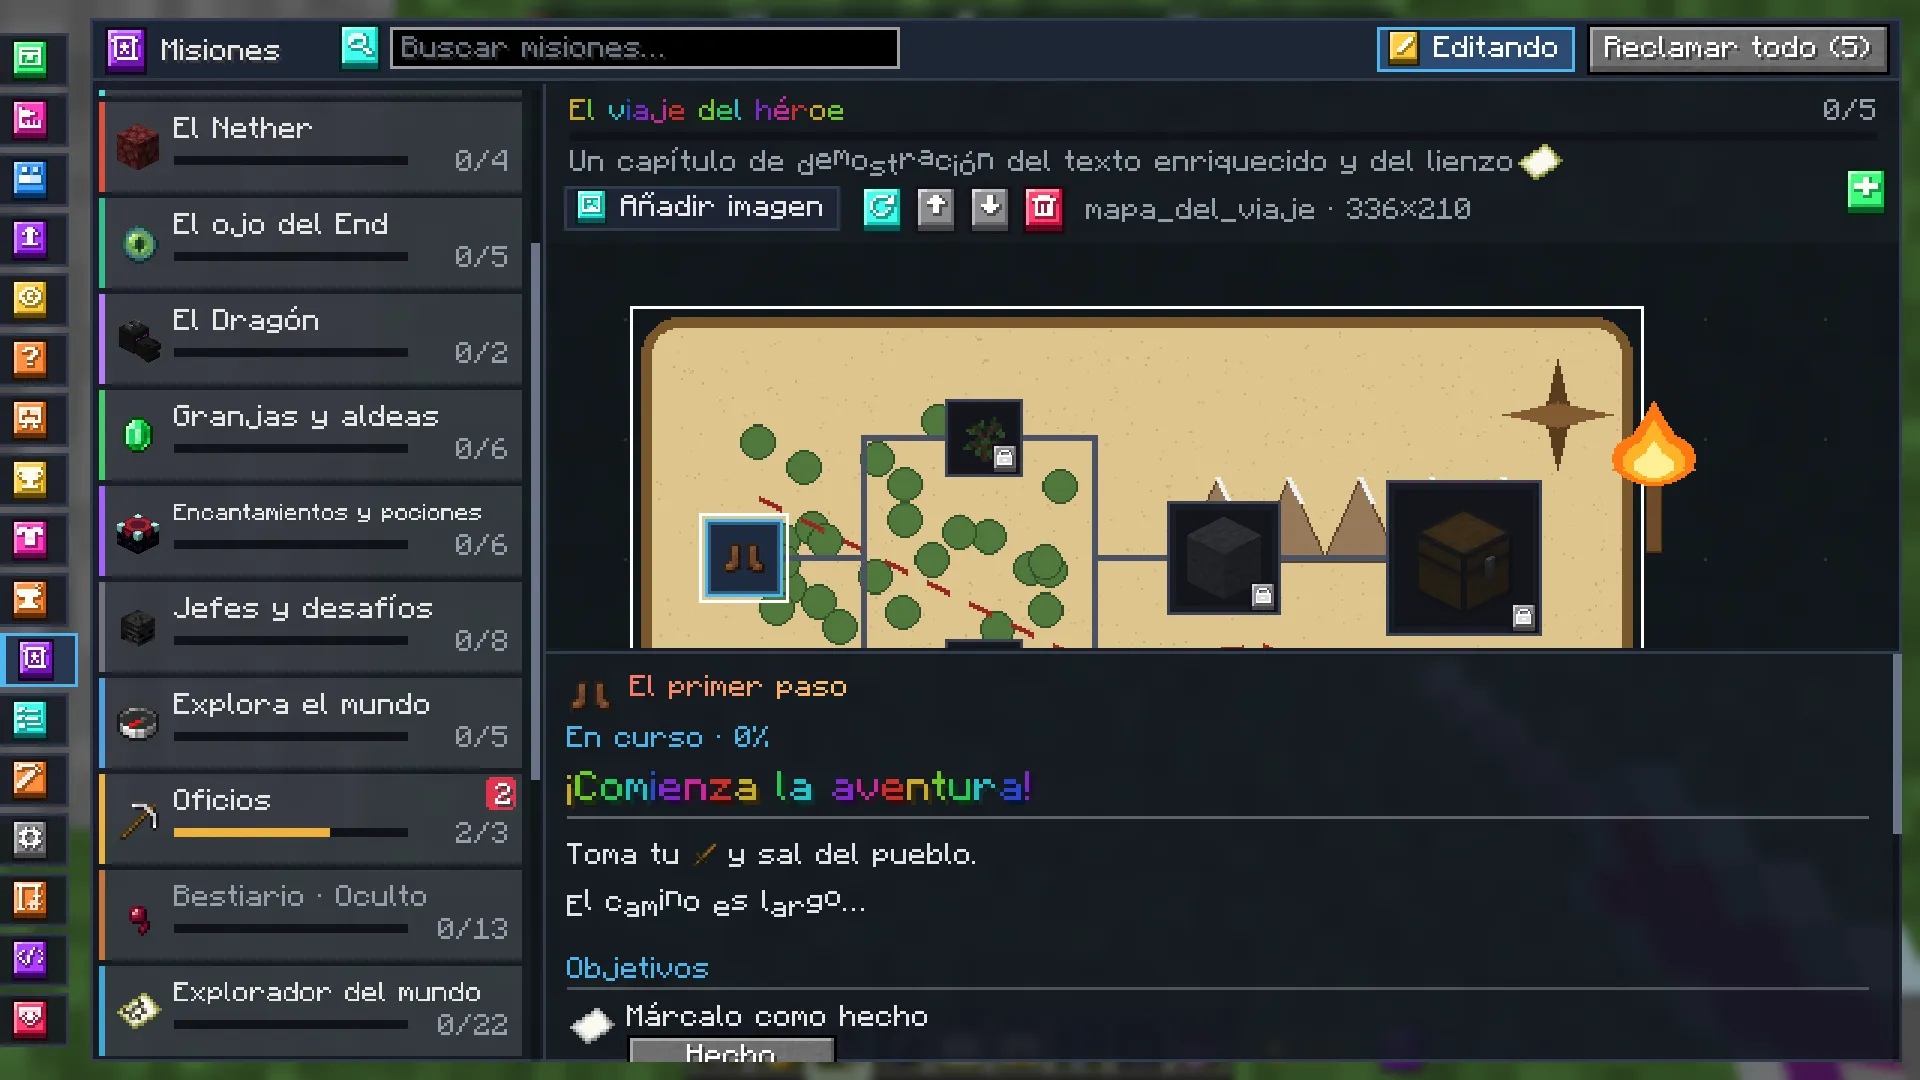 Misiones
Buscar misiones...
Editando
Reclamar todo (5)
El Nether
0/4
El ojo del End
0/5
El Dragón
0/2
Granjas y aldeas
0/6
Encantamientos y pociones
0/6
Jefes y desafíos
0/8
Explora el mundo
0/5
Oficios
2
2/3
Bestiario · Oculto
0/13
Explorador del mundo
0/22
El viaje del héroe
0/5
Un capítulo de demostración del texto enriquecido y del lienzo
Añadir imagen
mapa_del_viaje · 336×210
El primer paso
En curso · 0%
¡Comienza la aventura!
Toma tu y sal del pueblo.
El camino es largo...
Objetivos
Márcalo como hecho
Hecho